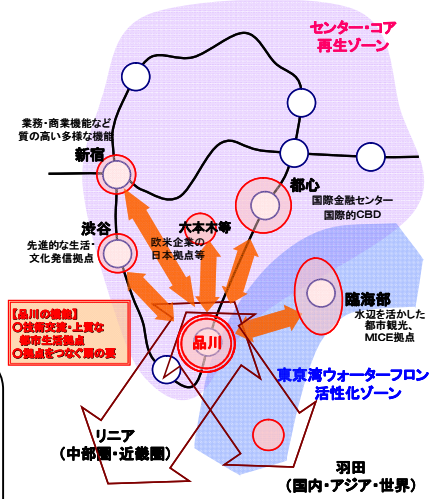 センター・コア
再生ゾーン
業務・商業機能など
質の高い多様な機能
新宿
都心
国際金融センター
国際的CBD
渋谷
先進的な生活・
文化発信拠点
六本木等
欧米企業の
日本拠点等
臨海部
水辺を活かした
都市観光、
MICE拠点
【品川の機能】
○技術交流・上質な
都市生活拠点
○拠点をつなぐ扇の要
品川
東京湾ウォーターフロント
活性化ゾーン
リニア
（中部圏・近畿圏）
羽田
（国内・アジア・世界）